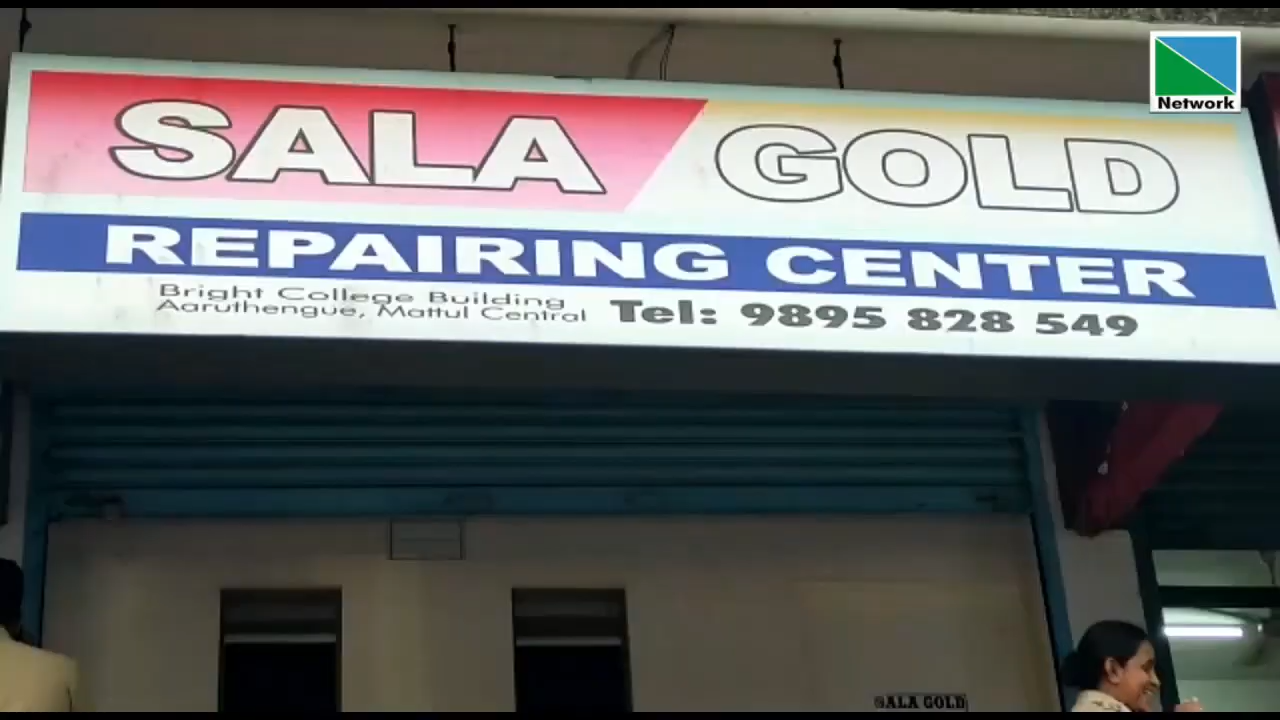 Network
SALA GOLD
REPAIRING CENTER
Bright College Building
Aaruthengue, Mattul Central
Tel: 9895 828 549
SALA GOLD